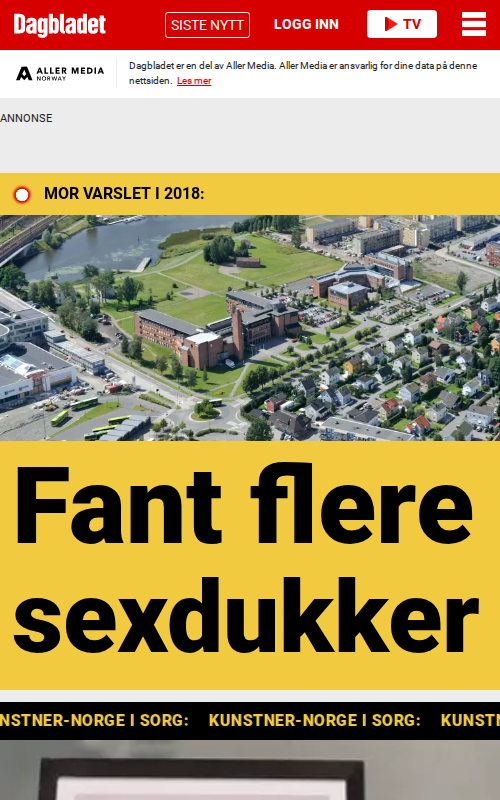 Dagbladet
SISTE NYTT
LOGG INN
TV
ALLER MEDIA
NORWAY
Dagbladet er en del av Aller Media. Aller Media er ansvarlig for dine data på denne
nettsiden. Les mer
ANNONSE
MOR VARSLET I 2018:
Fant flere
sexdukker
NSTNER-NORGE I SORG: KUNSTNER-NORGE I SORG: KUNST